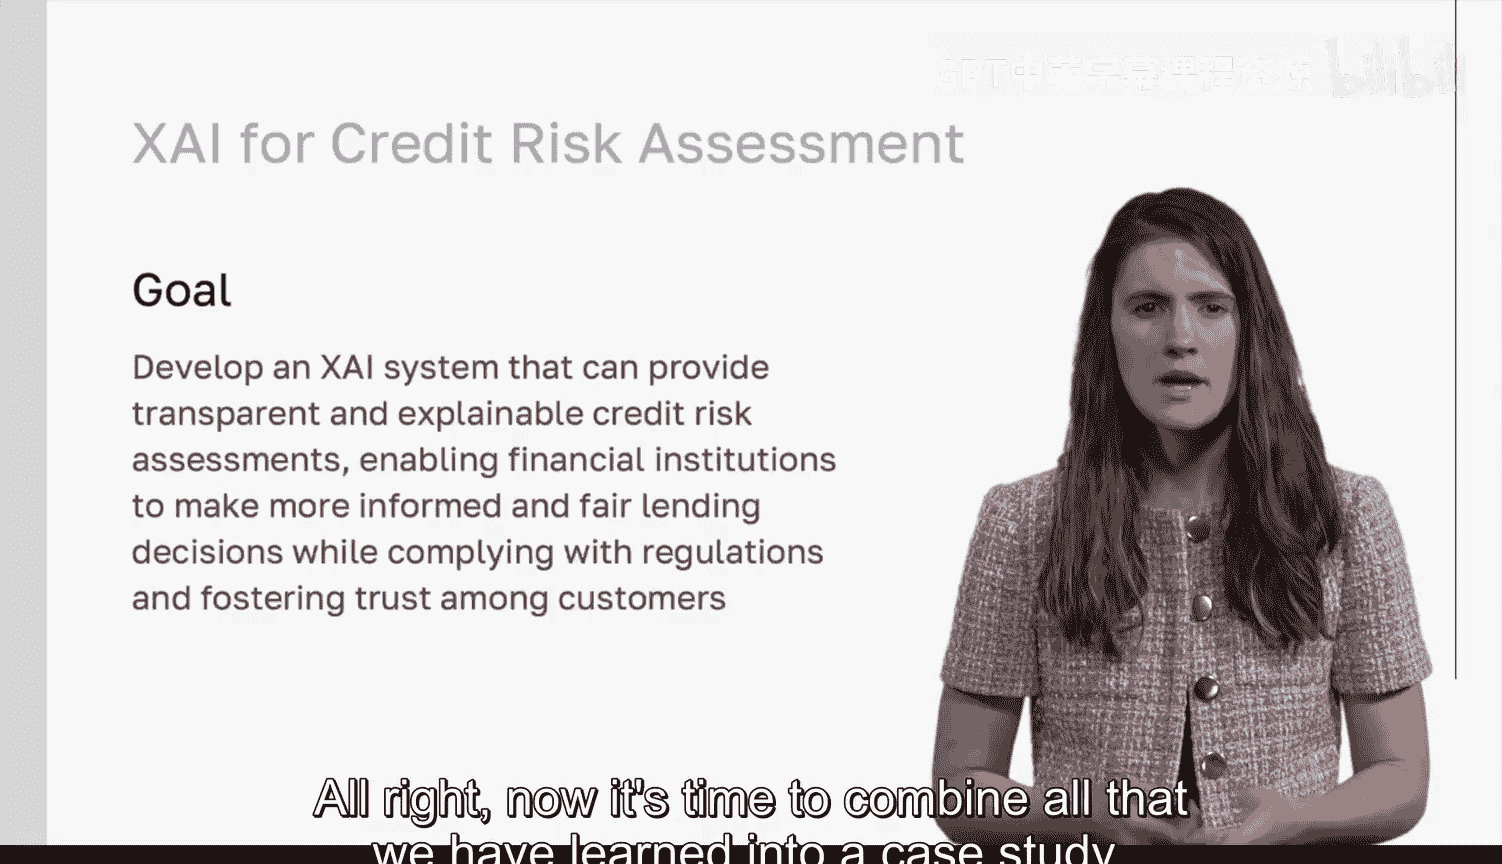 XAI for Credit Risk Assessment
Goal
Develop an XAI system that can provide
transparent and explainable credit risk
assessments, enabling financial institutions
to make more informed and fair lending
decisions while complying with regulations
and fostering trust among customers
All right, now it's time to combine all that
we have learned into a case study